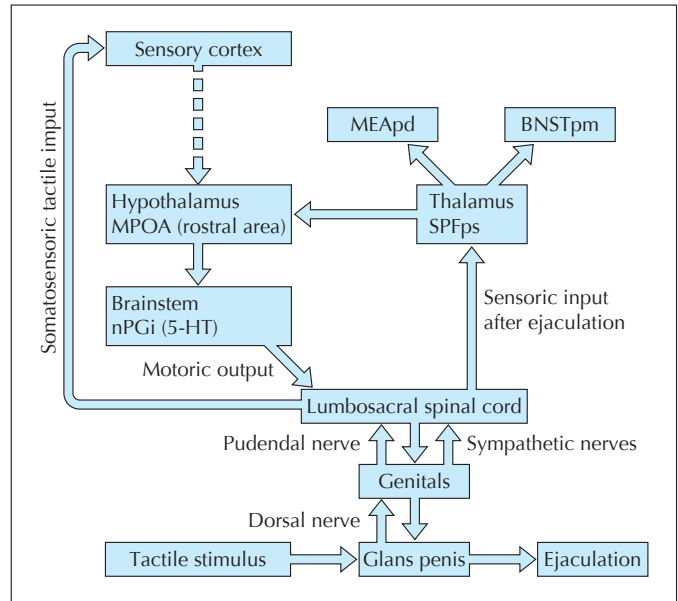 Sensory cortex
Somatosensoric tactile imput
MEApd
BNSTpm
Hypothalamus
MPOA (rostral area)
Thalamus
SPFps
Brainstem
nPGi (5-HT)
Sensoric input
after ejaculation
Motoric output
Lumbosacral spinal cord
Pudendal nerve
Sympathetic nerves
Genitals
Dorsal nerve
Tactile stimulus
Glans penis
Ejaculation